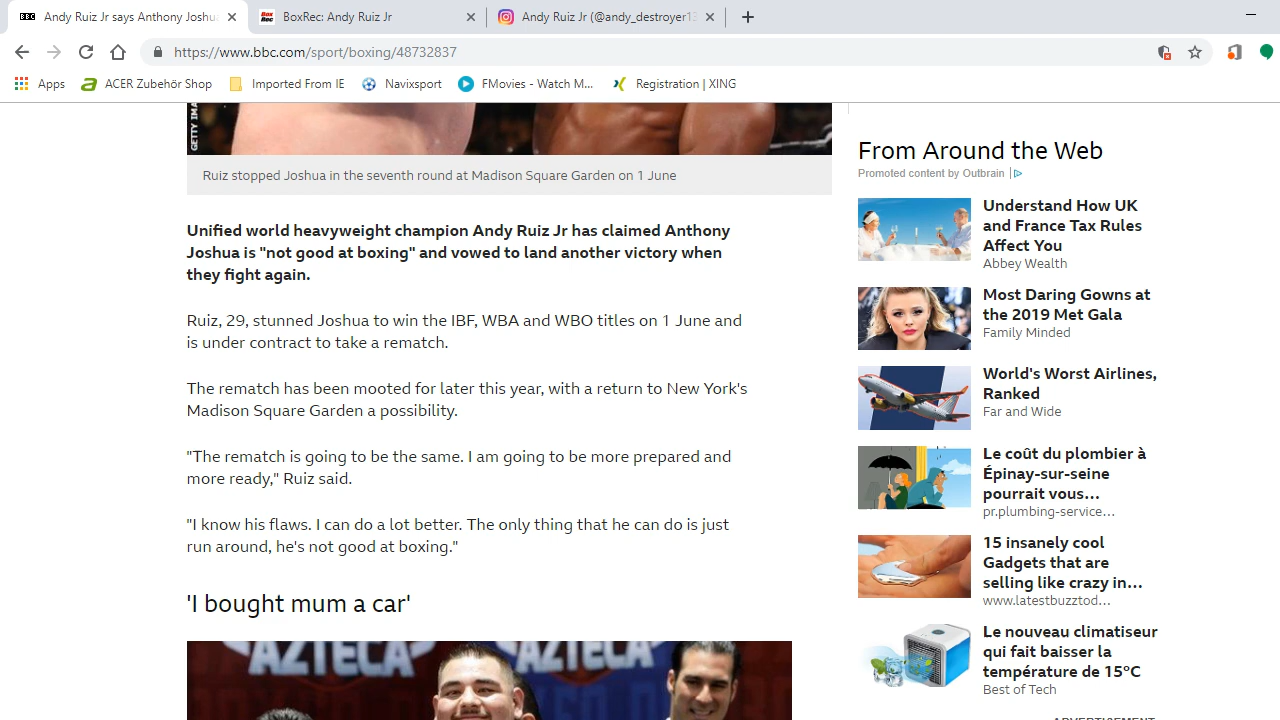 BBC Andy Ruiz Jr says Anthony Joshua
Box Rec BoxRec: Andy Ruiz Jr
Andy Ruiz Jr (@andy_destroyer13
https://www.bbc.com/sport/boxing/48732837
Apps
ACER Zubehör Shop
Imported From IE
Navixsport
FMovies - Watch M...
Registration | XING
GETTY IMA
Ruiz stopped Joshua in the seventh round at Madison Square Garden on 1 June
Unified world heavyweight champion Andy Ruiz Jr has claimed Anthony
Joshua is "not good at boxing" and vowed to land another victory when
they fight again.
Ruiz, 29, stunned Joshua to win the IBF, WBA and WBO titles on 1 June and
is under contract to take a rematch.
The rematch has been mooted for later this year, with a return to New York's
Madison Square Garden a possibility.
"The rematch is going to be the same. I am going to be more prepared and
more ready," Ruiz said.
"I know his flaws. I can do a lot better. The only thing that he can do is just
run around, he's not good at boxing."
'I bought mum a car'
AZTECA AZTECA
From Around the Web
Promoted content by Outbrain
Understand How UK
and France Tax Rules
Affect You
Abbey Wealth
Most Daring Gowns at
the 2019 Met Gala
Family Minded
World's Worst Airlines,
Ranked
Far and Wide
Le coût du plombier à
Épinay-sur-seine
pourrait vous...
pr.plumbing-service...
15 insanely cool
Gadgets that are
selling like crazy in...
www.latestbuzztod...
Le nouveau climatiseur
qui fait baisser la
température de 15°C
Best of Tech
ADVERTISEMENT